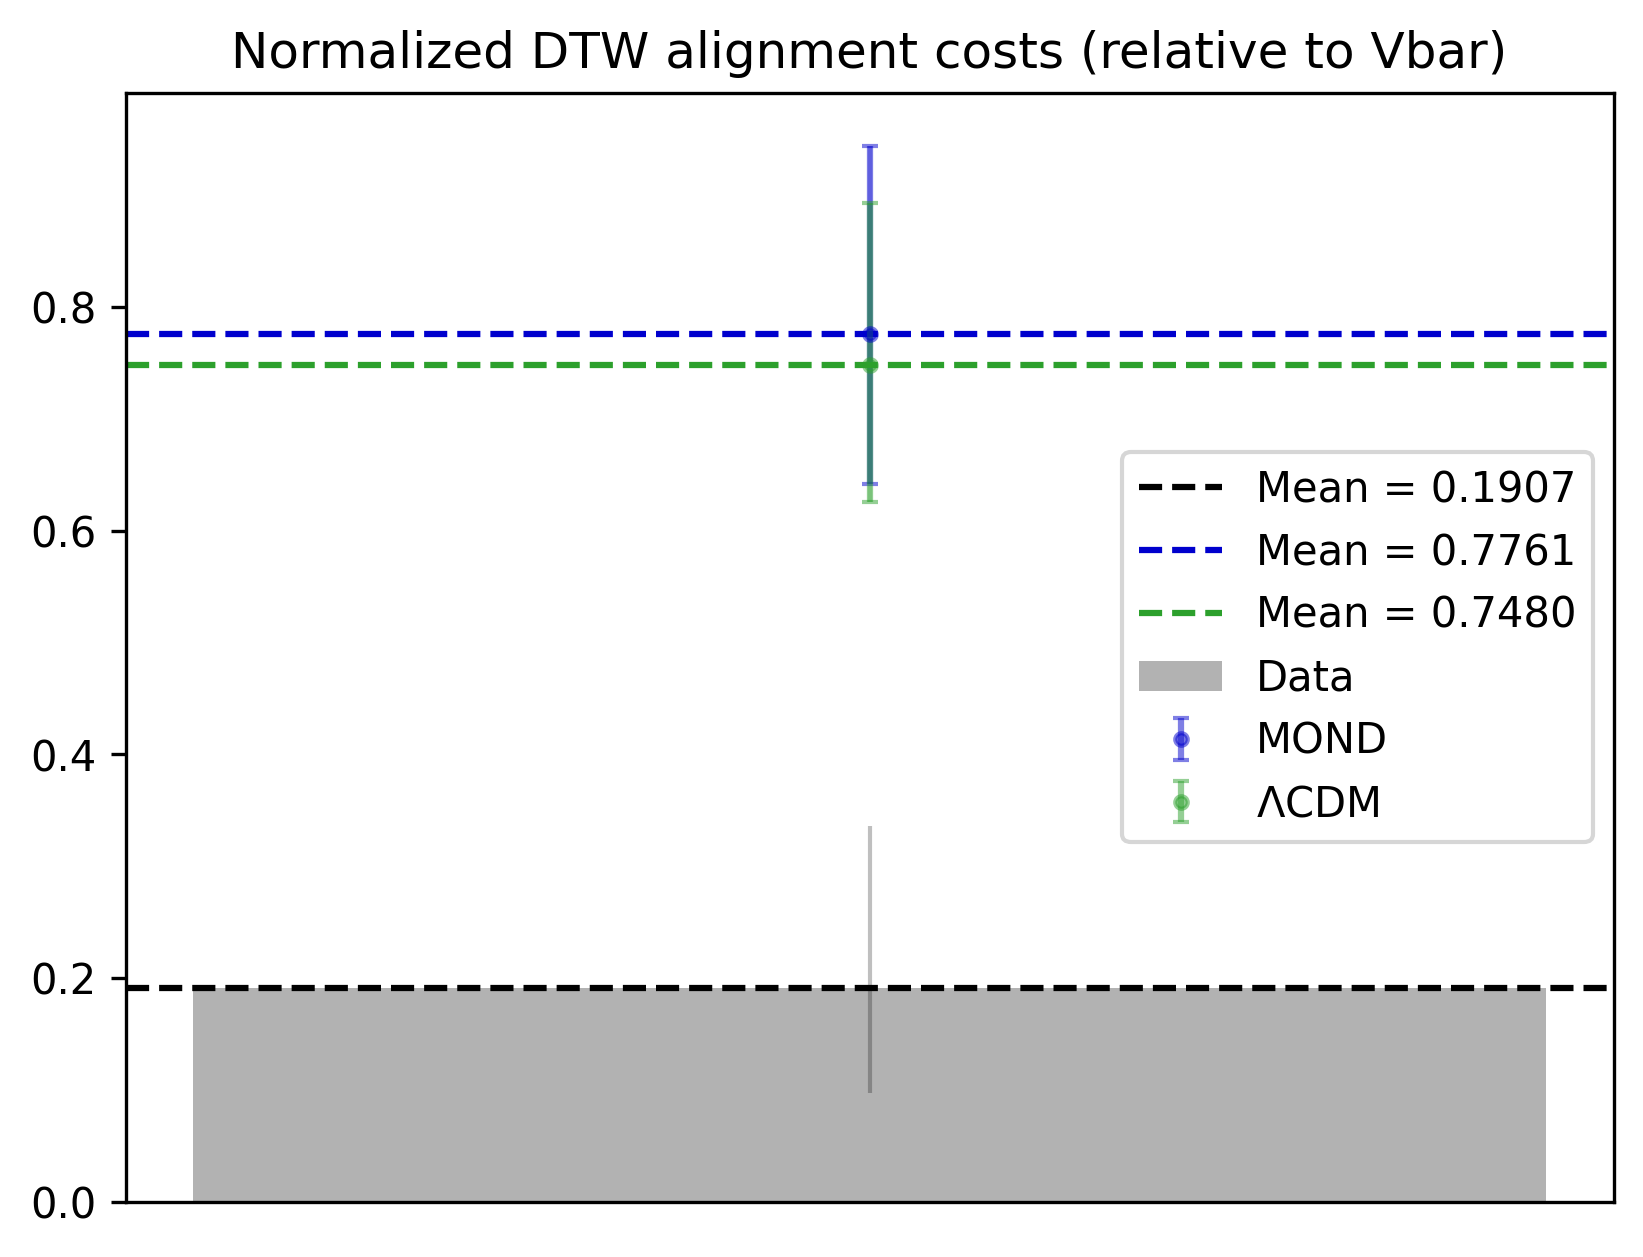 Normalized DTW alignment costs (relative to Vbar)
0.8
0.6
0.4
0.2
0.0
Mean = 0.1907
Mean = 0.7761
Mean = 0.7480
Data
MOND
ΛCDM